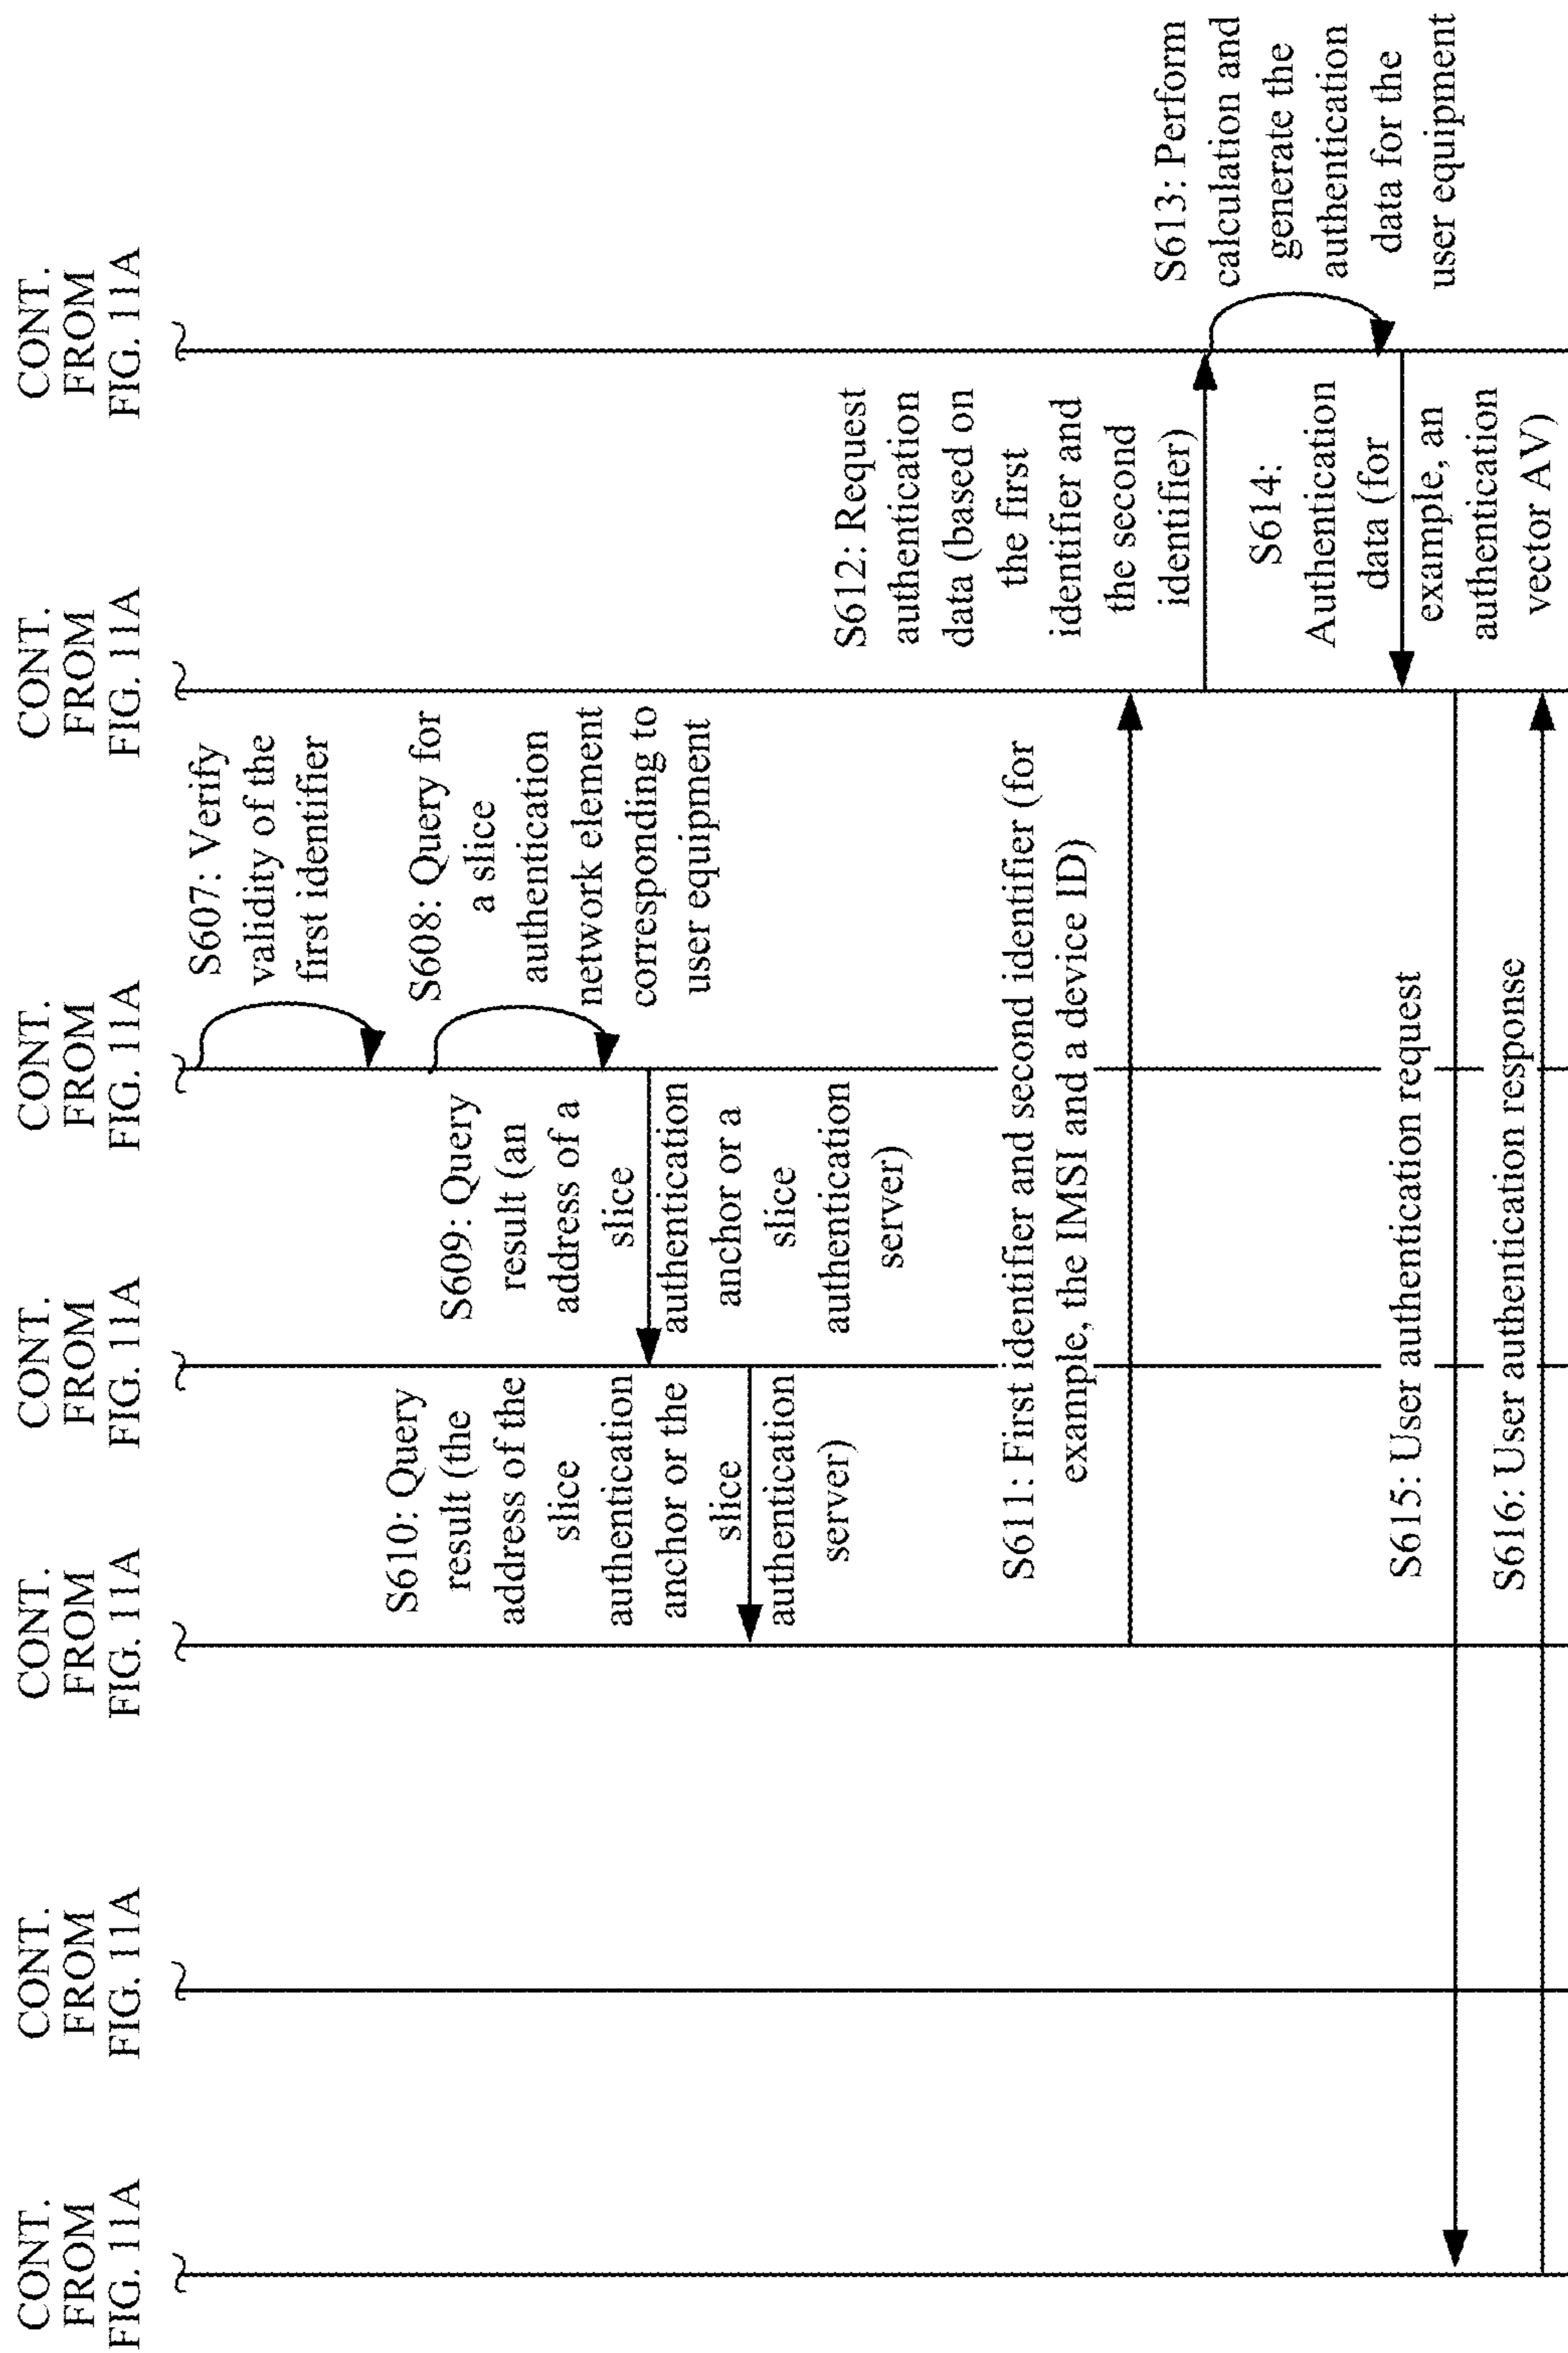 CONT.
FROM
FIG. 11A
CONT.
FROM
FIG. 11A
CONT.
FROM
FIG. 11A
CONT.
FROM
FIG. 11A
CONT.
FROM
FIG. 11A
CONT.
FROM
FIG. 11A
CONT.
FROM
FIG. 11A
S607: Verify
validity of the
first identifier
S608: Query for
a slice
authentication
network element
corresponding to
user equipment
S609: Query
result (an
address of a
slice
authentication
anchor or a
slice
authentication
server)
S610: Query
result (the
address of the
slice
authentication
anchor or the
slice
authentication
server)
S611: First identifier and second identifier (for
example, the IMSI and a device ID)
S612: Request
authentication
data (based on
the first
identifier and
the second
identifier)
S613: Perform
calculation and
generate the
authentication
data for the
user equipment
S614:
Authentication
data (for
example, an
authentication
vector AV)
S615: User authentication request
S616: User authentication response